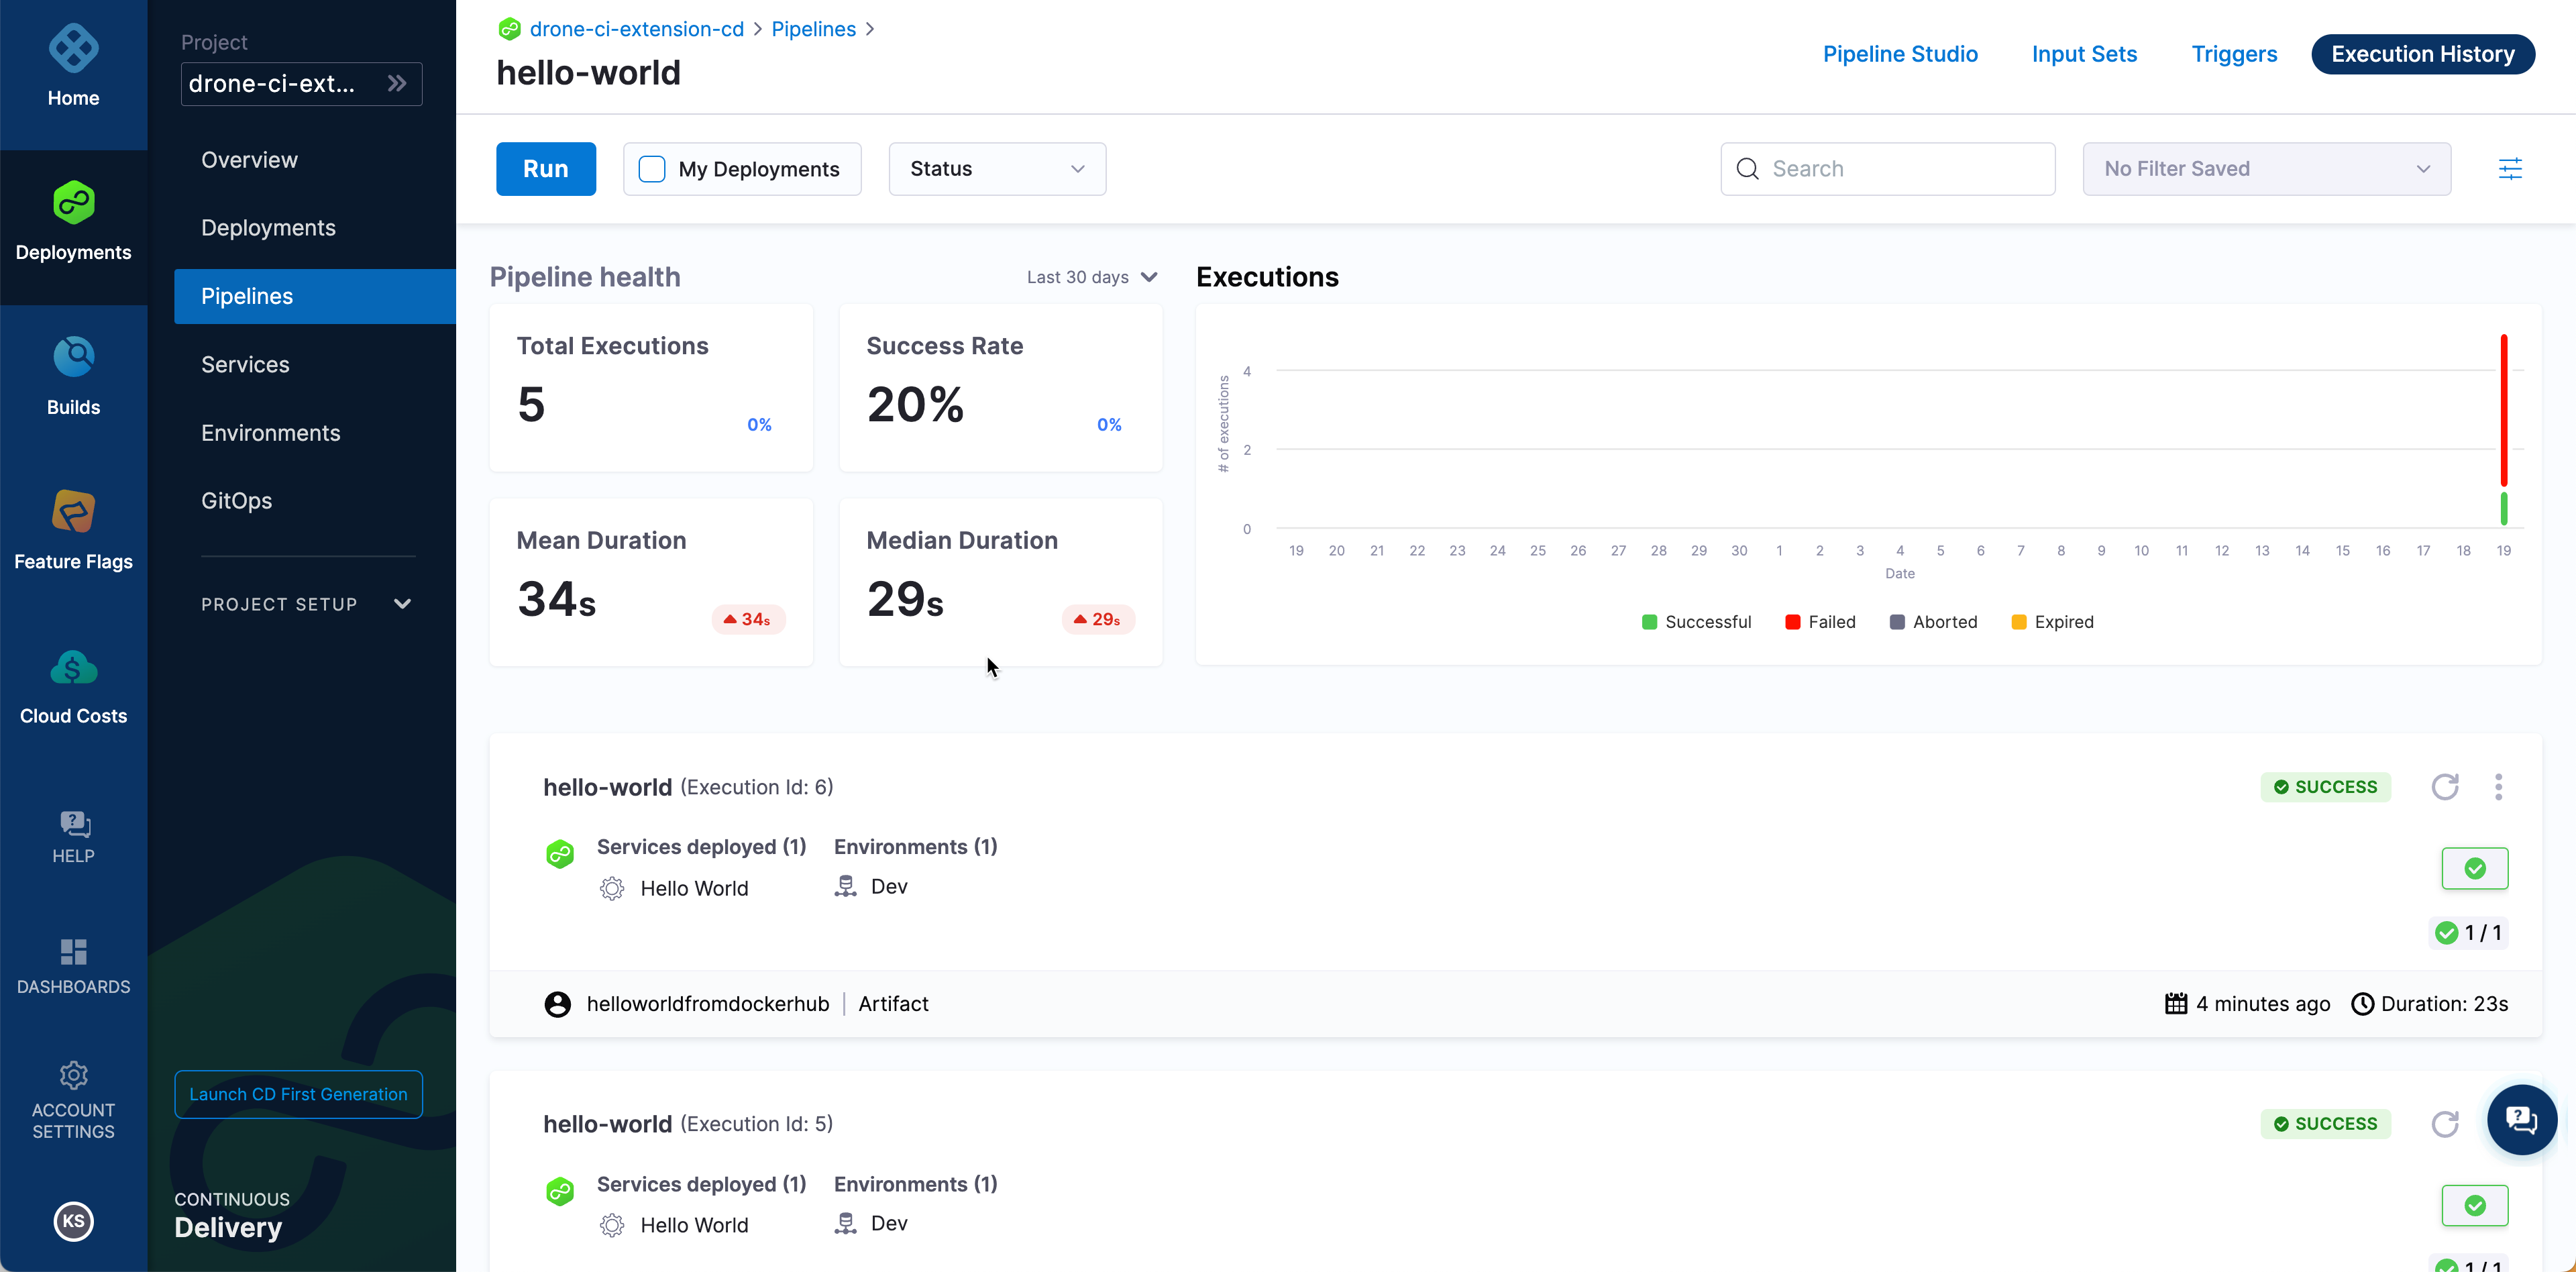 Home
Deployments
Builds
Feature Flags
Cloud Costs
HELP
DASHBOARDS
ACCOUNT
SETTINGS
KS
Project
drone-ci-ext...
Overview
Deployments
Pipelines
Services
Environments
GitOps
PROJECT SETUP
Launch CD First Generation
CONTINUOUS
Delivery
drone-ci-extension-cd > Pipelines >
hello-world
Pipeline Studio
Input Sets
Triggers
Execution History
Run
My Deployments
Status
Search
No Filter Saved
Pipeline health
Last 30 days
Total Executions
5
0%
Success Rate
20%
0%
Mean Duration
34s
34s
Median Duration
29s
29s
Executions
# of executions
4
2
0
19 20 21 22 23 24 25 26 27 28 29 30 1 2 3 4 5 6 7 8 9 10 11 12 13 14 15 16 17 18 19
Date
Successful
Failed
Aborted
Expired
hello-world (Execution Id: 6)
SUCCESS
Services deployed (1)
Environments (1)
Hello World
Dev
1 / 1
helloworldfromdockerhub | Artifact
4 minutes ago
Duration: 23s
hello-world (Execution Id: 5)
SUCCESS
Services deployed (1)
Environments (1)
Hello World
Dev
1 / 1